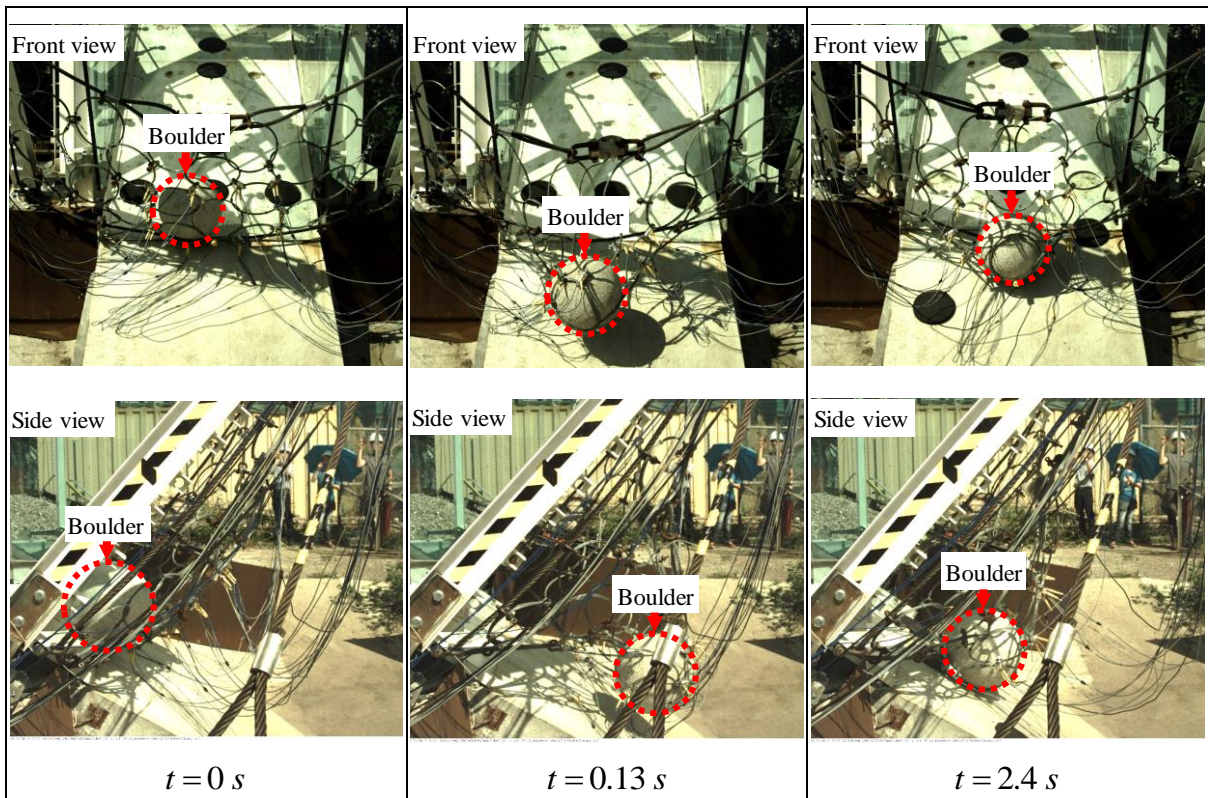 Front view
Front view
Front view
Boulder
Boulder
Boulder
Side view
Side view
Side view
Boulder
Boulder
Boulder
t = 0 s
t = 0.13 s
t = 2.4 s